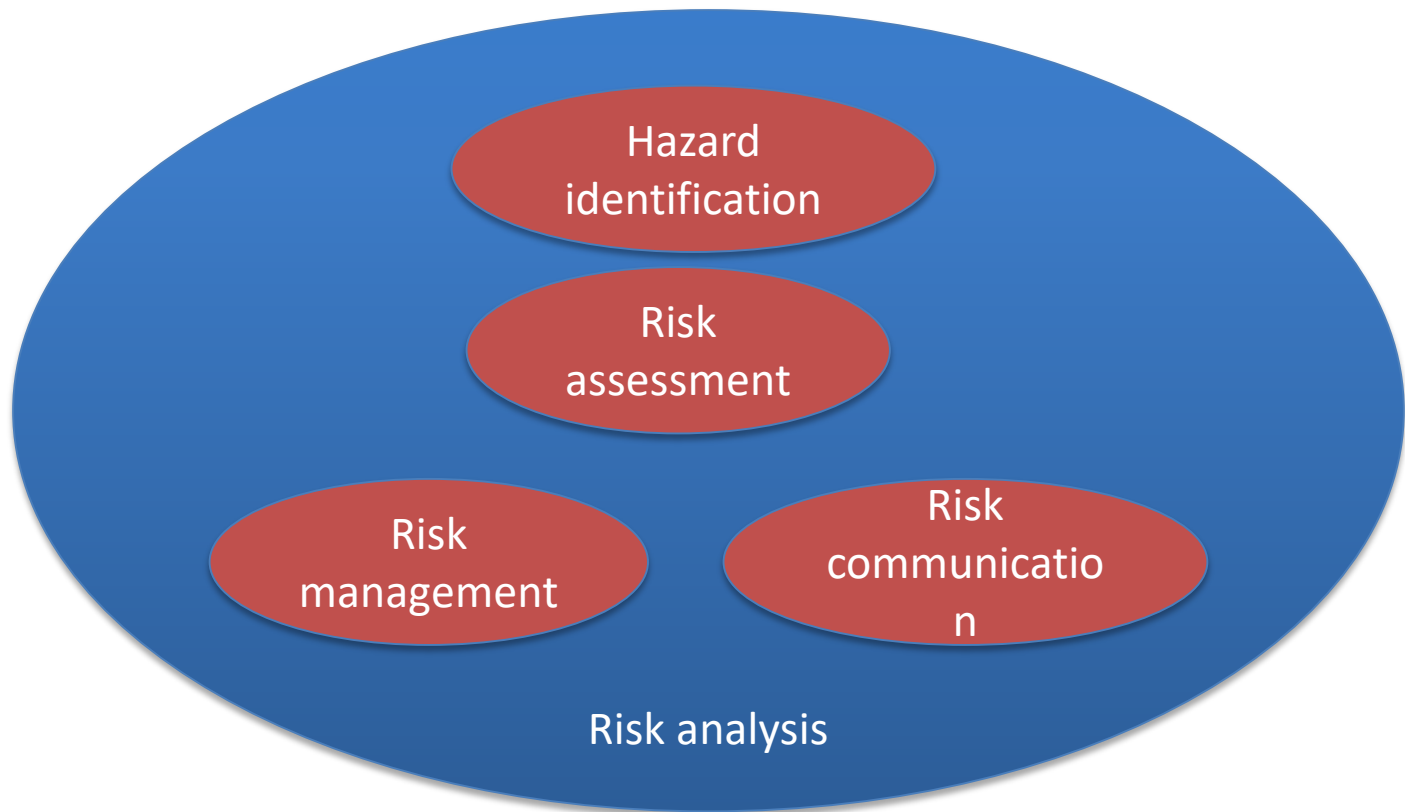 Hazard
identification
Risk
assessment
Risk
management
Risk
communicatio
n
Risk analysis